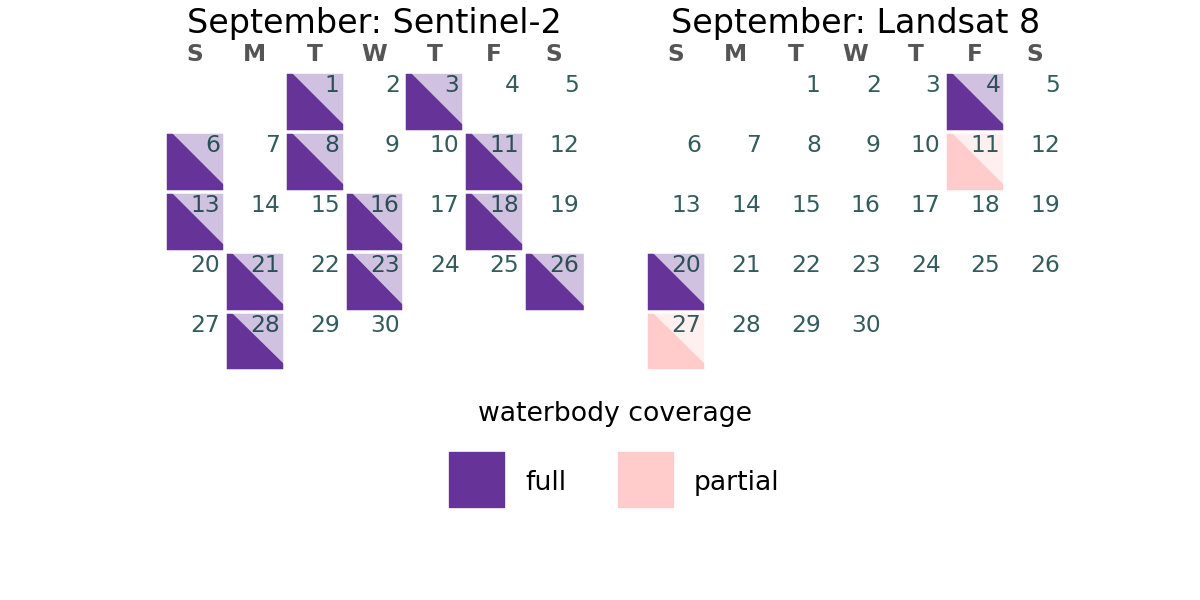 September: Sentinel-2
S M T W T F S
1 2 3 4 5
6 7 8 9 10 11 12
13 14 15 16 17 18 19
20 21 22 23 24 25 26
27 28 29 30
September: Landsat 8
S M T W T F S
1 2 3 4 5
6 7 8 9 10 11 12
13 14 15 16 17 18 19
20 21 22 23 24 25 26
27 28 29 30
waterbody coverage
full partial